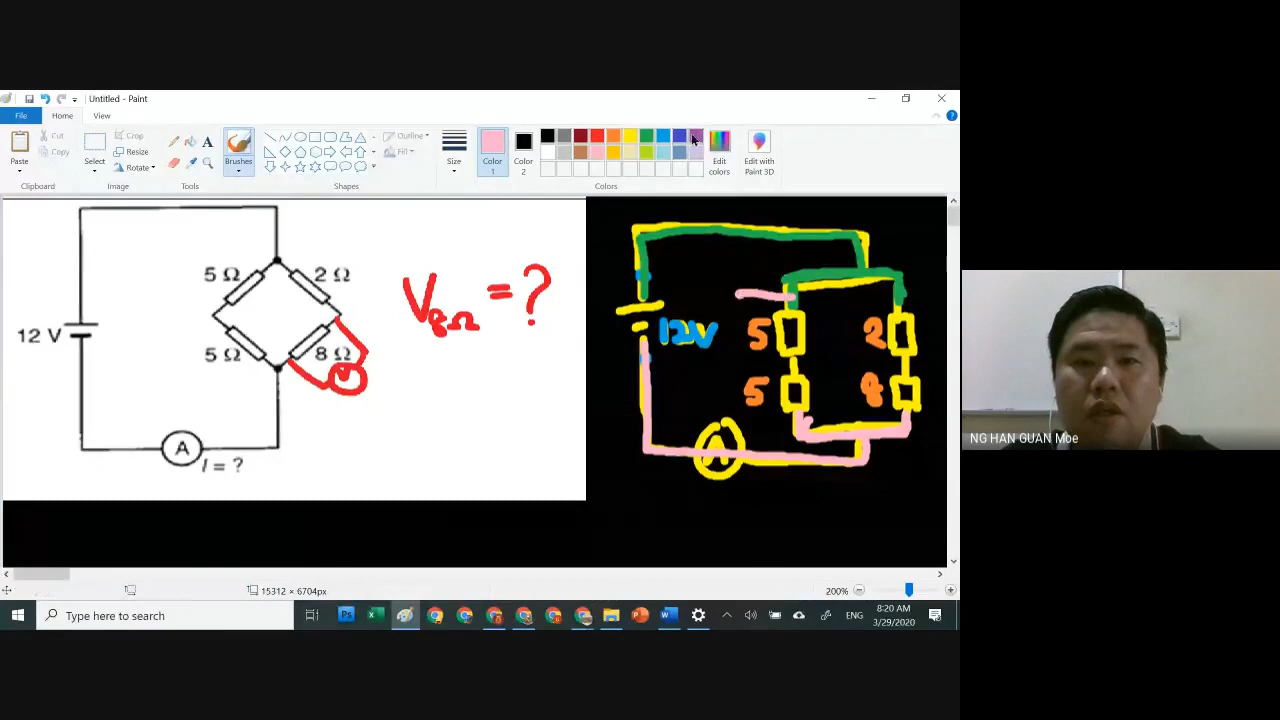 Untitled - Paint
File
Home
View
Paste
Cut
Copy
Clipboard
Select
Crop
Resize
Rotate
Image
Tools
Brushes
Shapes
Outline
Fill
Size
Color 1
Color 2
Edit colors
Edit with Paint 3D
Colors
5 Ω
2 Ω
12 V
5 Ω
8 Ω
V
A
I = ?
V8Ω = ?
12V
5
2
5
8
A
NG HAN GUAN Moe
15312 × 6704px
200%
Type here to search
ENG
8:20 AM
3/29/2020